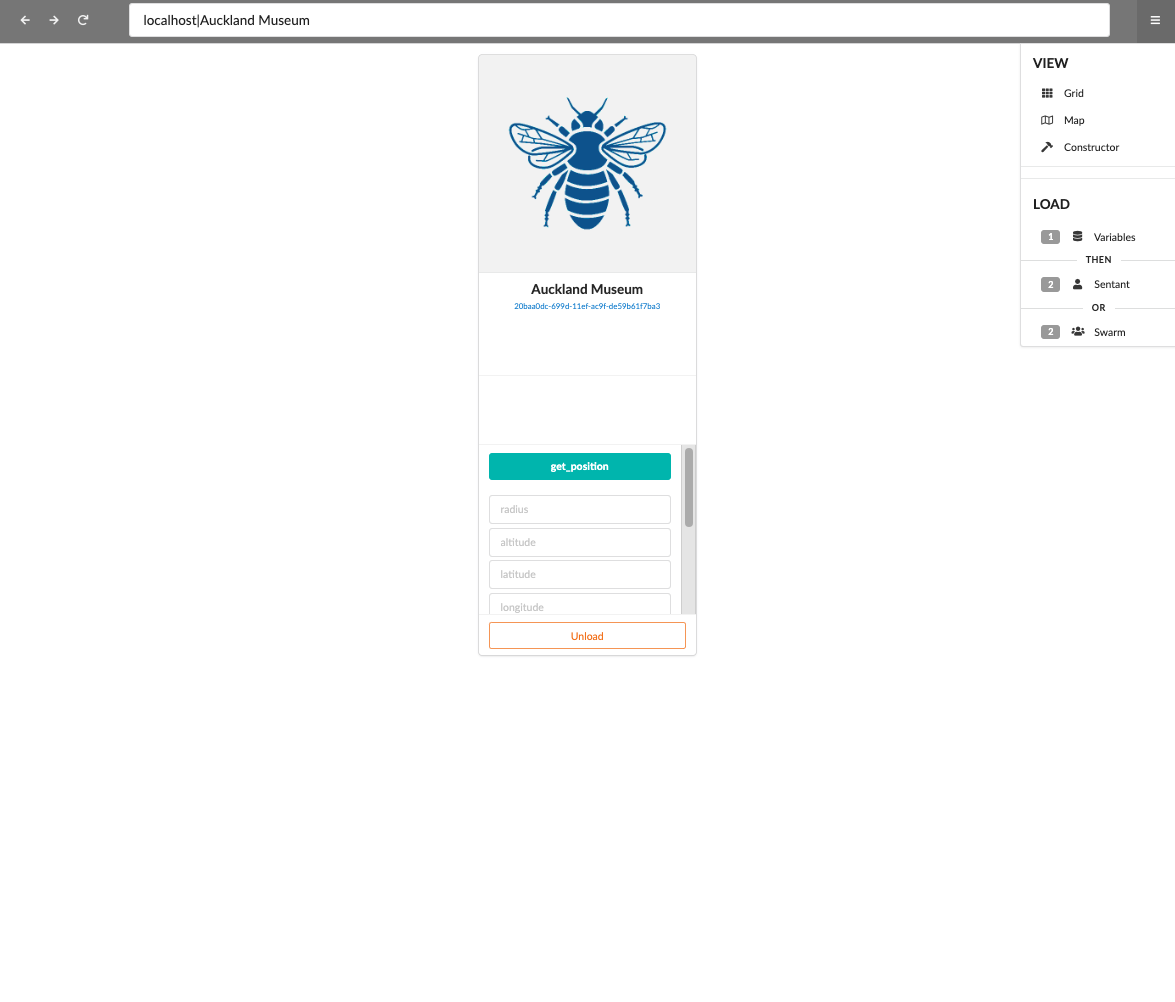 localhost|Auckland Museum
VIEW
Grid
Map
Constructor
LOAD
1 Variables
THEN
2 Sentant
OR
2 Swarm
Auckland Museum
20baa0dc-699d-11ef-ac9f-de59b61f7ba3
get_position
radius
altitude
latitude
longitude
Unload